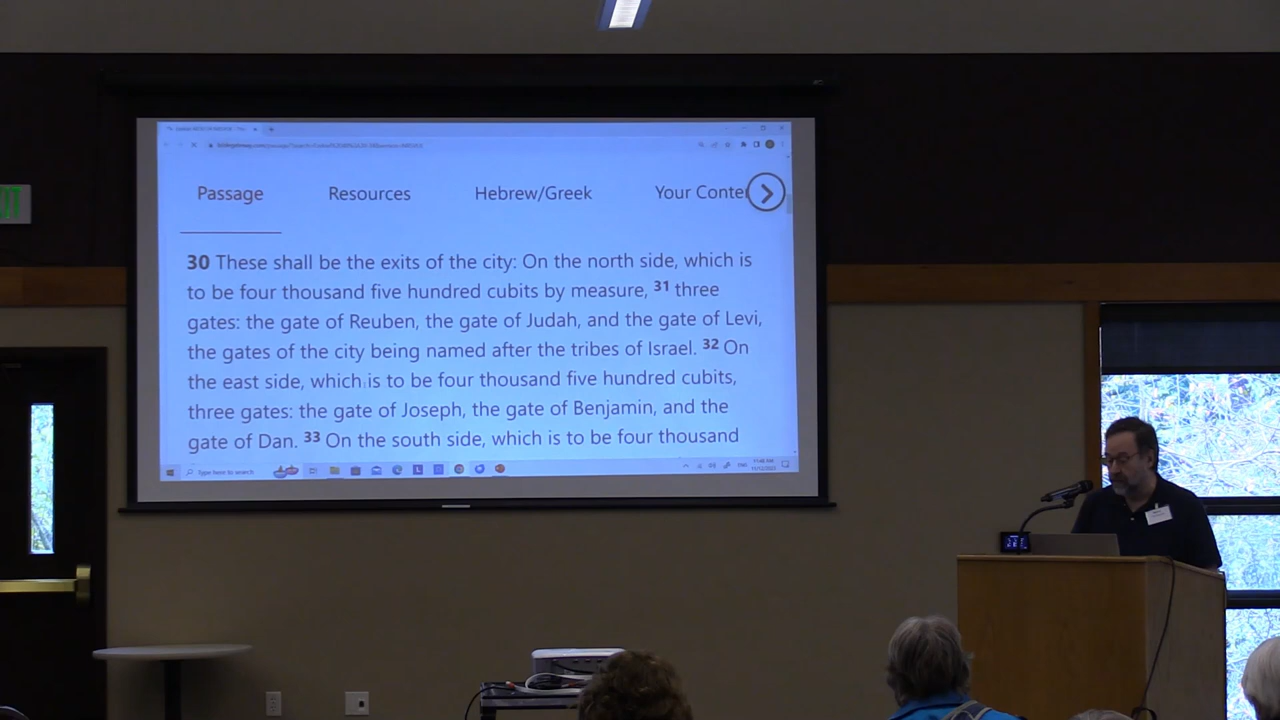 Passage
Resources
Hebrew/Greek
Your Conte
30 These shall be the exits of the city: On the north side, which is
to be four thousand five hundred cubits by measure, 31 three
gates: the gate of Reuben, the gate of Judah, and the gate of Levi,
the gates of the city being named after the tribes of Israel. 32 On
the east side, which is to be four thousand five hundred cubits,
three gates: the gate of Joseph, the gate of Benjamin, and the
gate of Dan. 33 On the south side, which is to be four thousand
Type here to search